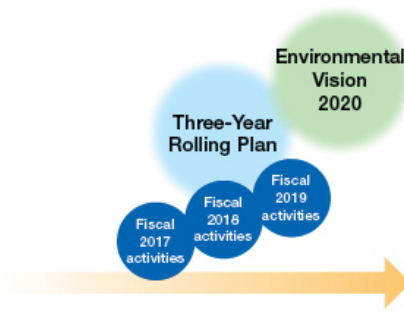 Environmental
Vision
2020
Three-Year
Rolling Plan
Fiscal
2019
activities
Fiscal
2018
activities
Fiscal
2017
activities